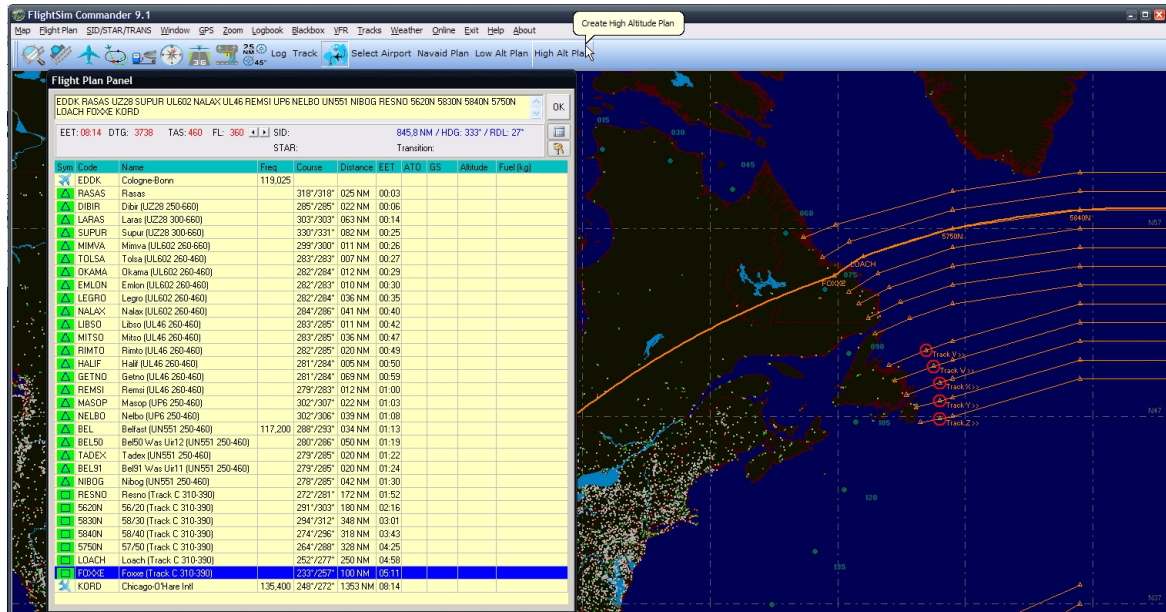 FlightSim Commander 9.1
Map Flight Plan SID/STAR/TRANS Window GPS Zoom Logbook Blackbox VFR Tracks Weather Online Exit Help About
Create High Altitude Plan
25 NM 45° Log Track Select Airport Navaid Plan Low Alt Plan High Alt Plan
Flight Plan Panel
EDDK RASAS UZ28 SUPUR UL602 NALAX UL46 REMSI UP6 NELBO UN551 NIBOG RESNO 5620N 5830N 5840N 5750N
LOACH FOXXE KORD
OK
EET: 08:14 DTG: 3738 TAS: 460 FL: 360 SID: 845,8 NM / HDG: 333° / RDL: 27°
STAR: Transition:
Sym Code Name Freq Course Distance EET ATO GS Altitude Fuel (kg)
EDDK Cologne-Bonn 119,025
RASAS Rasas 318°/318° 025 NM 00:03
DIBIR Dibir (UZ28 250-660) 285°/285° 022 NM 00:06
LARAS Laras (UZ28 300-660) 303°/303° 063 NM 00:14
SUPUR Supur (UZ28 300-660) 330°/331° 082 NM 00:25
MIMVA Mimva (UL602 260-660) 299°/300° 011 NM 00:26
TOLSA Tolsa (UL602 260-460) 283°/283° 007 NM 00:27
OKAMA Okama (UL602 260-460) 282°/284° 012 NM 00:29
EMLON Emlon (UL602 260-460) 282°/283° 010 NM 00:30
LEGRO Legro (UL602 260-460) 282°/284° 036 NM 00:35
NALAX Nalax (UL602 260-460) 284°/286° 041 NM 00:40
LIBSO Libso (UL46 260-460) 283°/285° 011 NM 00:42
MITSO Mitso (UL46 260-460) 283°/285° 036 NM 00:47
RIMTO Rimto (UL46 260-460) 282°/285° 020 NM 00:49
HALIF Halif (UL46 260-460) 281°/284° 005 NM 00:50
GETNO Getno (UL46 260-460) 281°/284° 069 NM 00:59
REMSI Remsi (UL46 260-460) 279°/283° 012 NM 01:00
MASOP Masop (UP6 250-460) 302°/307° 022 NM 01:03
NELBO Nelbo (UP6 250-460) 302°/306° 039 NM 01:08
BEL Belfast (UN551 250-460) 117,200 288°/293° 034 NM 01:13
BEL50 Bel50 Was Uir12 (UN551 250-460) 280°/286° 050 NM 01:19
TADEX Tadex (UN551 250-460) 279°/285° 020 NM 01:22
BEL91 Bel91 Was Uir11 (UN551 250-460) 279°/285° 020 NM 01:24
NIBOG Nibog (UN551 250-460) 278°/285° 042 NM 01:30
RESNO Resno (Track C 310-390) 272°/281° 172 NM 01:52
5620N 56/20 (Track C 310-390) 291°/303° 180 NM 02:16
5830N 58/30 (Track C 310-390) 294°/312° 348 NM 03:01
5840N 58/40 (Track C 310-390) 274°/296° 318 NM 03:43
5750N 57/50 (Track C 310-390) 264°/288° 328 NM 04:25
LOACH Loach (Track C 310-390) 252°/277° 250 NM 04:58
FOXXE Foxxe (Track C 310-390) 233°/257° 100 NM 05:11
KORD Chicago-O'Hare Intl 135,400 248°/272° 1353 NM 08:14
015
030
045
060
5840N
N57
5750N
LOACH
075
FOXXE
090
Track V >>
Track W >>
Track X >>
Track Y >>
N47
105
Track Z >>
120
135
N37